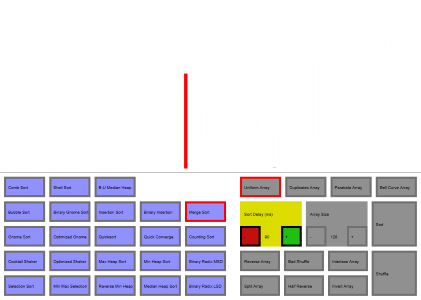 Comb Sort
Shell Sort
B-U Median Heap
Uniform Array
Duplicates Array
Parabola Array
Bell Curve Array
Bubble Sort
Binary Gnome Sort
Insertion Sort
Binary Insertion
Merge Sort
Sort Delay (ms)
Array Size
Sort
Gnome Sort
Optimized Gnome
Quicksort
Quick Converge
Counting Sort
-
+
-
+
Cocktail Shaker
Optimized Shaker
Max Heap Sort
Min Heap Sort
Binary Radix MSD
Reverse Array
Bad Shuffle
Interlace Array
Shuffle
Selection Sort
Min Max Selection
Reverse Min Heap
Median Heap Sort
Binary Radix LSD
Split Array
Half Reverse
Invert Array